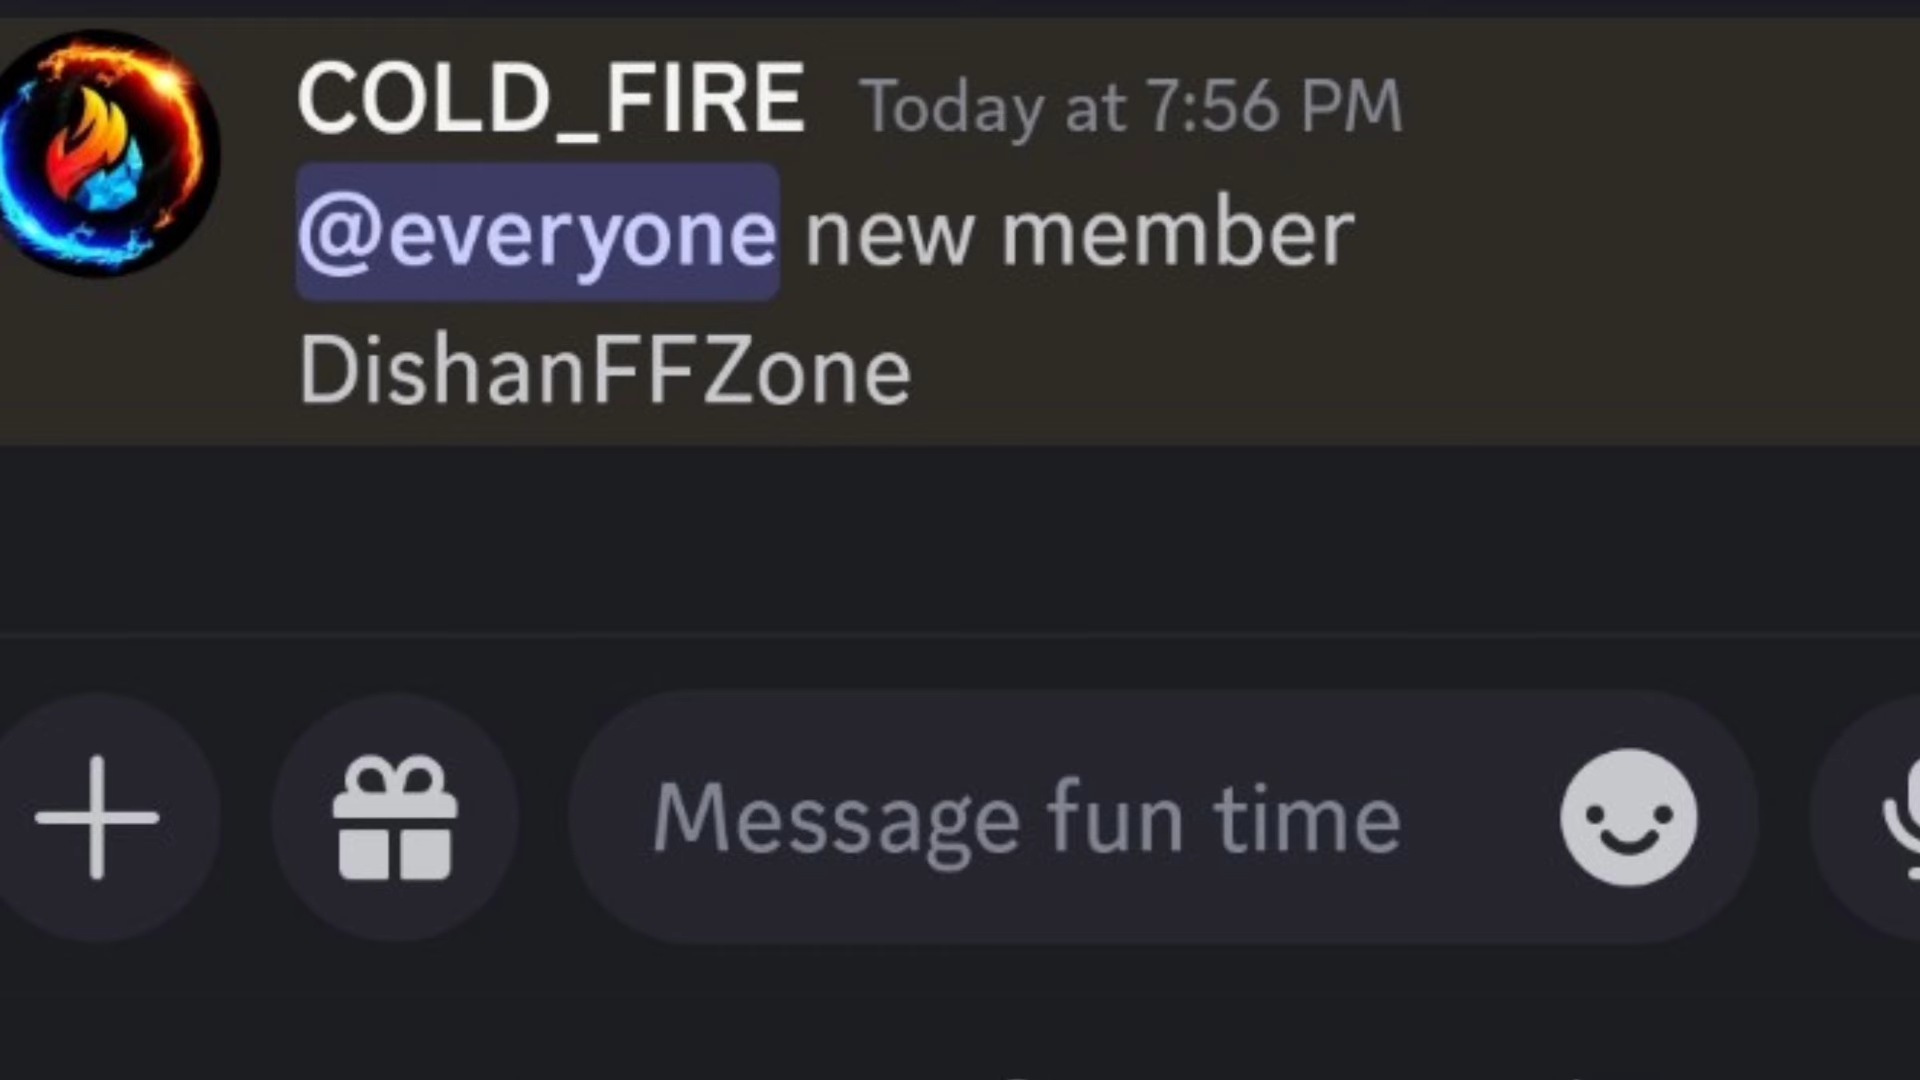 COLD_FIRE Today at 7:56 PM
@everyone new member
DishanFFZone
Message fun time